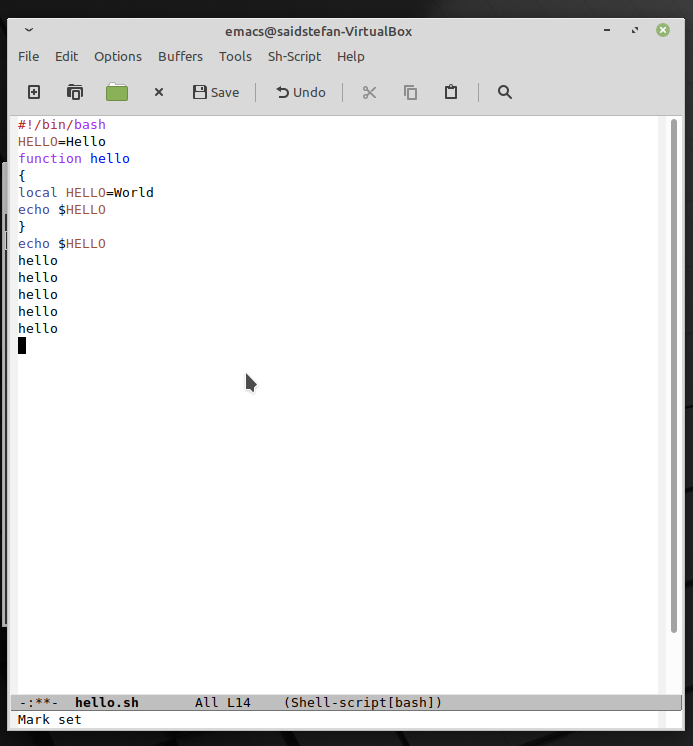 emacs@saidstefan-VirtualBox
File Edit Options Buffers Tools Sh-Script Help
Save Undo
#!/bin/bash
HELLO=Hello
function hello
{
local HELLO=World
echo $HELLO
}
echo $HELLO
hello
hello
hello
hello
hello
-:**- hello.sh All L14 (Shell-script[bash])
Mark set